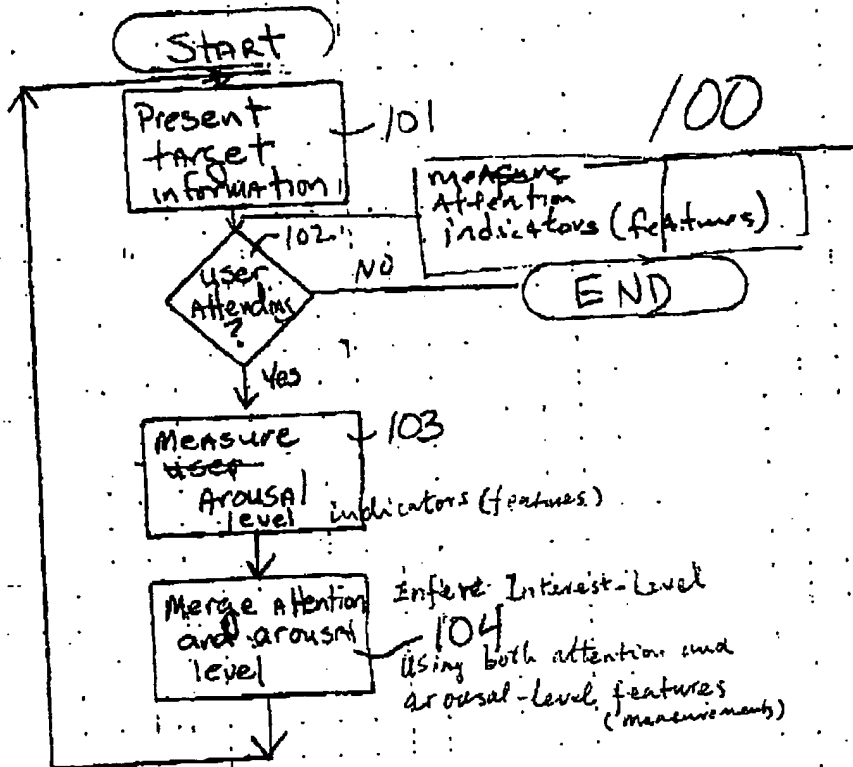 START
Present
target
information
101
100
measure
Attention
indicators (features)
102
user
Attending
?
NO
END
Yes
Measure
user
Arousal
level indicators (features)
103
Merge Attention
and arousal
level
Infere Interest-Level
104
Using both attention and
arousal-level features
(measurements)